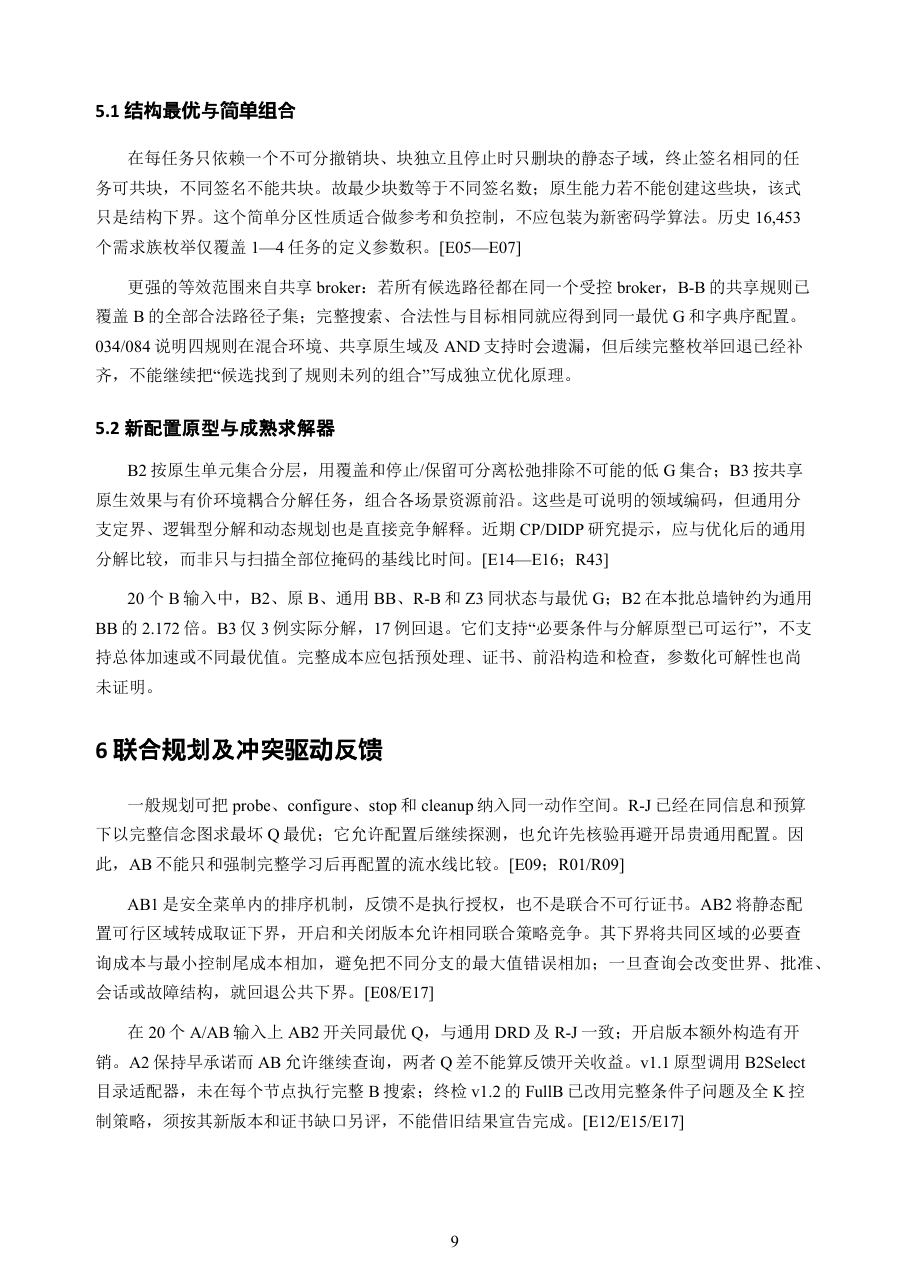 5.1 结构最优与简单组合
在每任务只依赖一个不可分撤销块、块独立且停止时只删块的静态子域，终止签名相同的任
务可共块，不同签名不能共块。故最少块数等于不同签名数；原生能力若不能创建这些块，该式
只是结构下界。这个简单分区性质适合做参考和负控制，不应包装为新密码学算法。历史 16,453
个需求族枚举仅覆盖 1—4 任务的定义参数积。[E05—E07]
更强的等效范围来自共享 broker：若所有候选路径都在同一个受控 broker，B-B 的共享规则已
覆盖 B 的全部合法路径子集；完整搜索、合法性与目标相同就应得到同一最优 G 和字典序配置。
034/084 说明四规则在混合环境、共享原生域及 AND 支持时会遗漏，但后续完整枚举回退已经补
齐，不能继续把“候选找到了规则未列的组合”写成独立优化原理。
5.2 新配置原型与成熟求解器
B2 按原生单元集合分层，用覆盖和停止/保留可分离松弛排除不可能的低 G 集合；B3 按共享
原生效果与有价环境耦合分解任务，组合各场景资源前沿。这些是可说明的领域编码，但通用分
支定界、逻辑型分解和动态规划也是直接竞争解释。近期 CP/DIDP 研究提示，应与优化后的通用
分解比较，而非只与扫描全部位掩码的基线比时间。[E14—E16；R43]
20 个 B 输入中，B2、原 B、通用 BB、R-B 和 Z3 同状态与最优 G；B2 在本批总墙钟约为通用
BB 的 2.172 倍。B3 仅 3 例实际分解，17 例回退。它们支持“必要条件与分解原型已可运行”，不支
持总体加速或不同最优值。完整成本应包括预处理、证书、前沿构造和检查，参数化可解性也尚
未证明。
6 联合规划及冲突驱动反馈
一般规划可把 probe、configure、stop 和 cleanup 纳入同一动作空间。R-J 已经在同信息和预算
下以完整信念图求最坏 Q 最优；它允许配置后继续探测，也允许先核验再避开昂贵通用配置。因
此，AB 不能只和强制完整学习后再配置的流水线比较。[E09；R01/R09]
AB1 是安全菜单内的排序机制，反馈不是执行授权，也不是联合不可行证书。AB2 将静态配
置可行区域转成取证下界，开启和关闭版本允许相同联合策略竞争。其下界将共同区域的必要查
询成本与最小控制尾成本相加，避免把不同分支的最大值错误相加；一旦查询会改变世界、批准、
会话或故障结构，就回退公共下界。[E08/E17]
在 20 个 A/AB 输入上 AB2 开关同最优 Q，与通用 DRD 及 R-J 一致；开启版本额外构造有开
销。A2 保持早承诺而 AB 允许继续查询，两者 Q 差不能算反馈开关收益。v1.1 原型调用 B2Select
目录适配器，未在每个节点执行完整 B 搜索；终检 v1.2 的 FullB 已改用完整条件子问题及全 K 控
制策略，须按其新版本和证书缺口另评，不能借旧结果宣告完成。[E12/E15/E17]
9